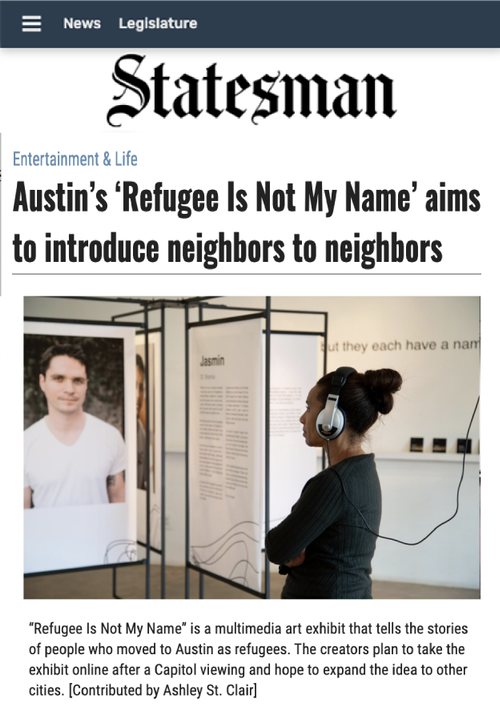 News Legislature
Statesman
Entertainment & Life
Austin's ‘Refugee Is Not My Name’ aims
to introduce neighbors to neighbors
Jasmin
but they each have a nam
“Refugee Is Not My Name” is a multimedia art exhibit that tells the stories
of people who moved to Austin as refugees. The creators plan to take the
exhibit online after a Capitol viewing and hope to expand the idea to other
cities. [Contributed by Ashley St. Clair]